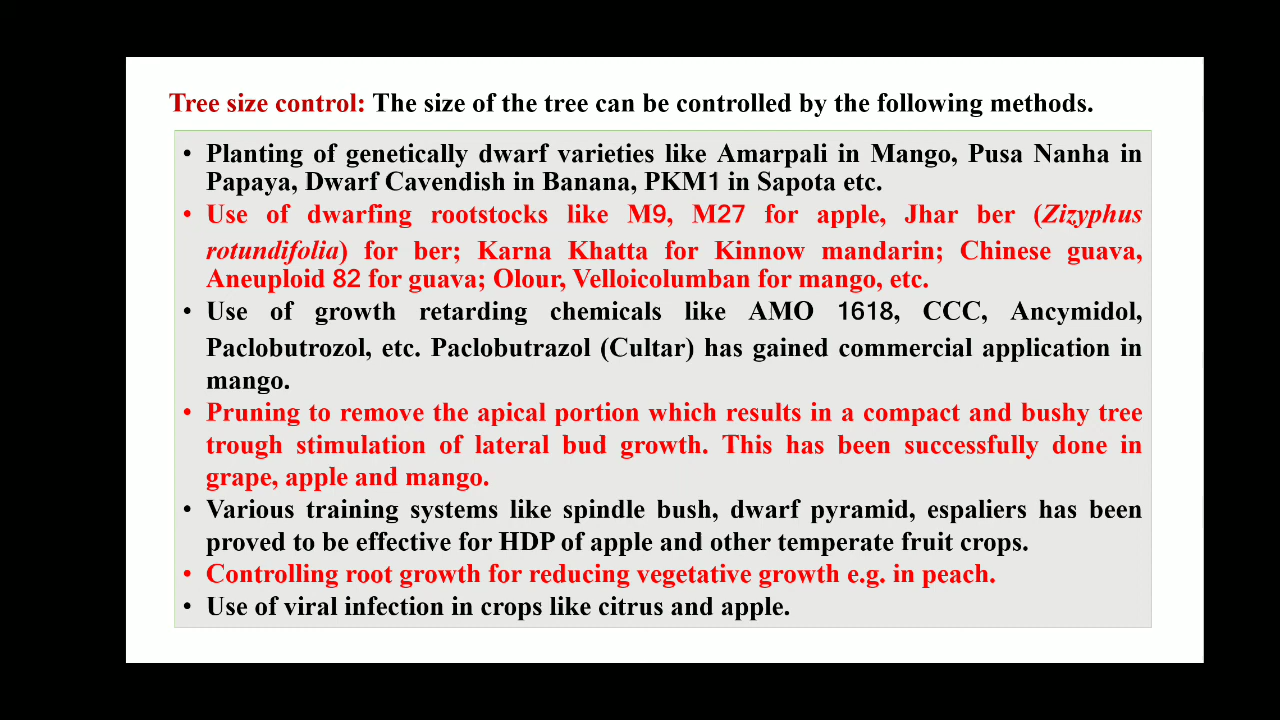 Tree size control: The size of the tree can be controlled by the following methods.
• Planting of genetically dwarf varieties like Amarpali in Mango, Pusa Nanha in
Papaya, Dwarf Cavendish in Banana, PKM1 in Sapota etc.
• Use of dwarfing rootstocks like M9, M27 for apple, Jhar ber (Zizyphus
rotundifolia) for ber; Karna Khatta for Kinnow mandarin; Chinese guava,
Aneuploid 82 for guava; Olour, Velloicolumban for mango, etc.
• Use of growth retarding chemicals like AMO 1618, CCC, Ancymidol,
Paclobutrozol, etc. Paclobutrazol (Cultar) has gained commercial application in
mango.
• Pruning to remove the apical portion which results in a compact and bushy tree
trough stimulation of lateral bud growth. This has been successfully done in
grape, apple and mango.
• Various training systems like spindle bush, dwarf pyramid, espaliers has been
proved to be effective for HDP of apple and other temperate fruit crops.
• Controlling root growth for reducing vegetative growth e.g. in peach.
• Use of viral infection in crops like citrus and apple.